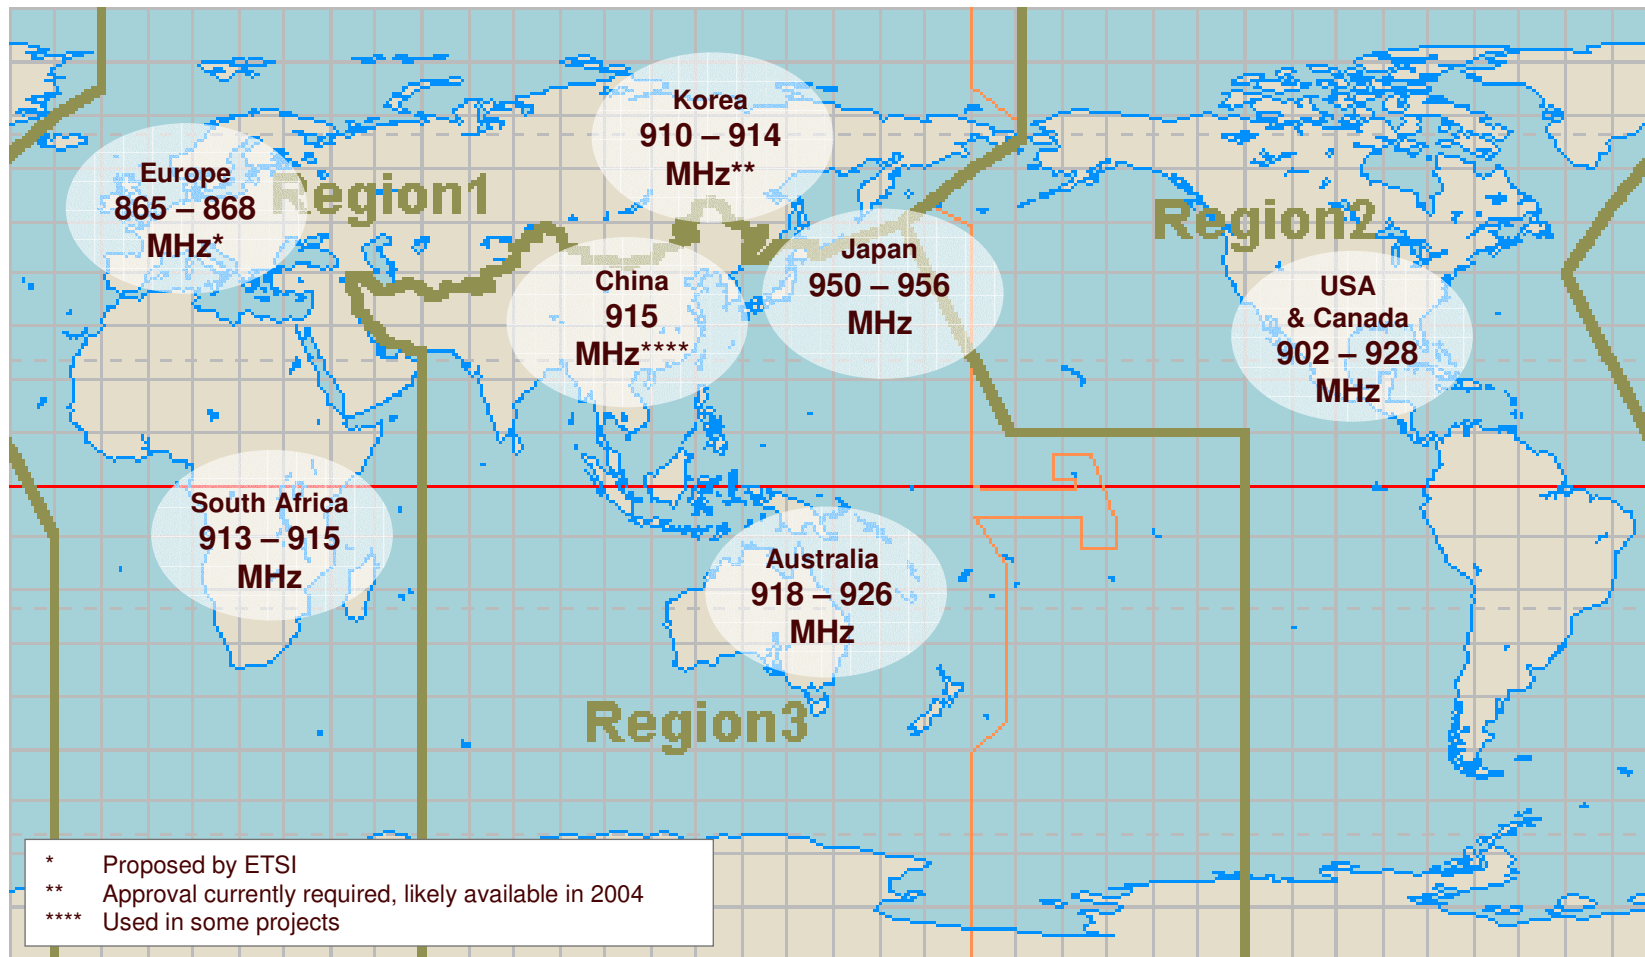 Korea
910 – 914
MHz**
Europe
865 – 868
MHz*
Region1
Region2
Japan
950 – 956
MHz
China
915
MHz****
USA
& Canada
902 – 928
MHz
South Africa
913 – 915
MHz
Australia
918 – 926
MHz
Region3
* Proposed by ETSI
** Approval currently required, likely available in 2004
**** Used in some projects